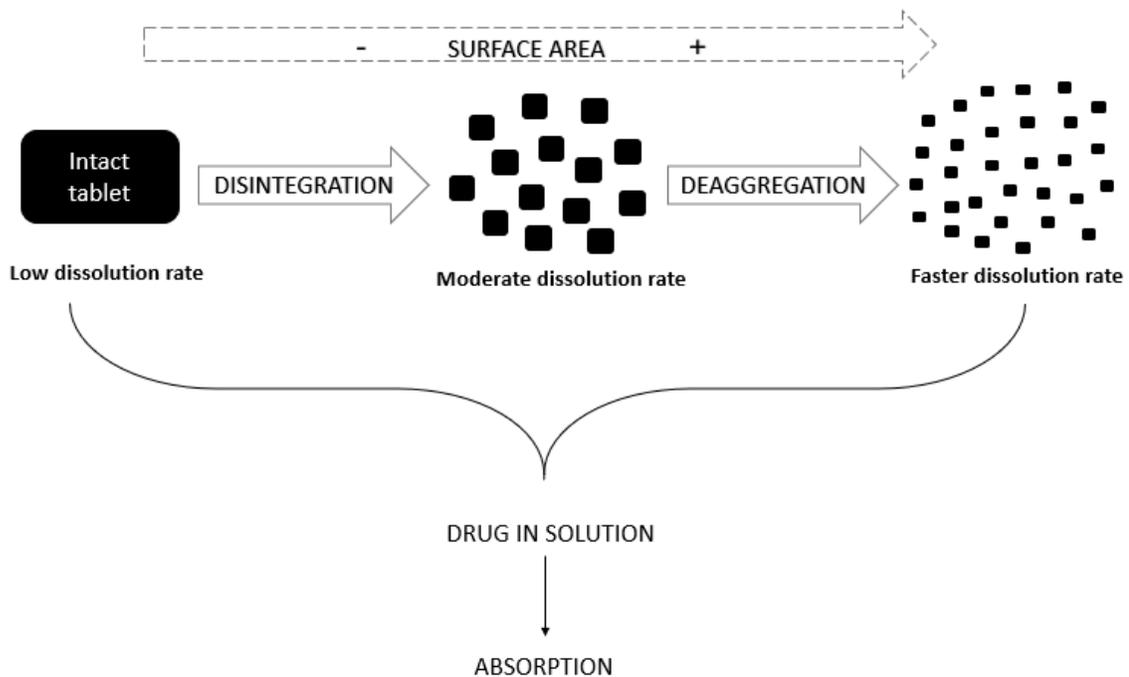 - SURFACE AREA +
Intact
tablet
DISINTEGRATION
DEAGGREGATION
Low dissolution rate
Moderate dissolution rate
Faster dissolution rate
DRUG IN SOLUTION
ABSORPTION